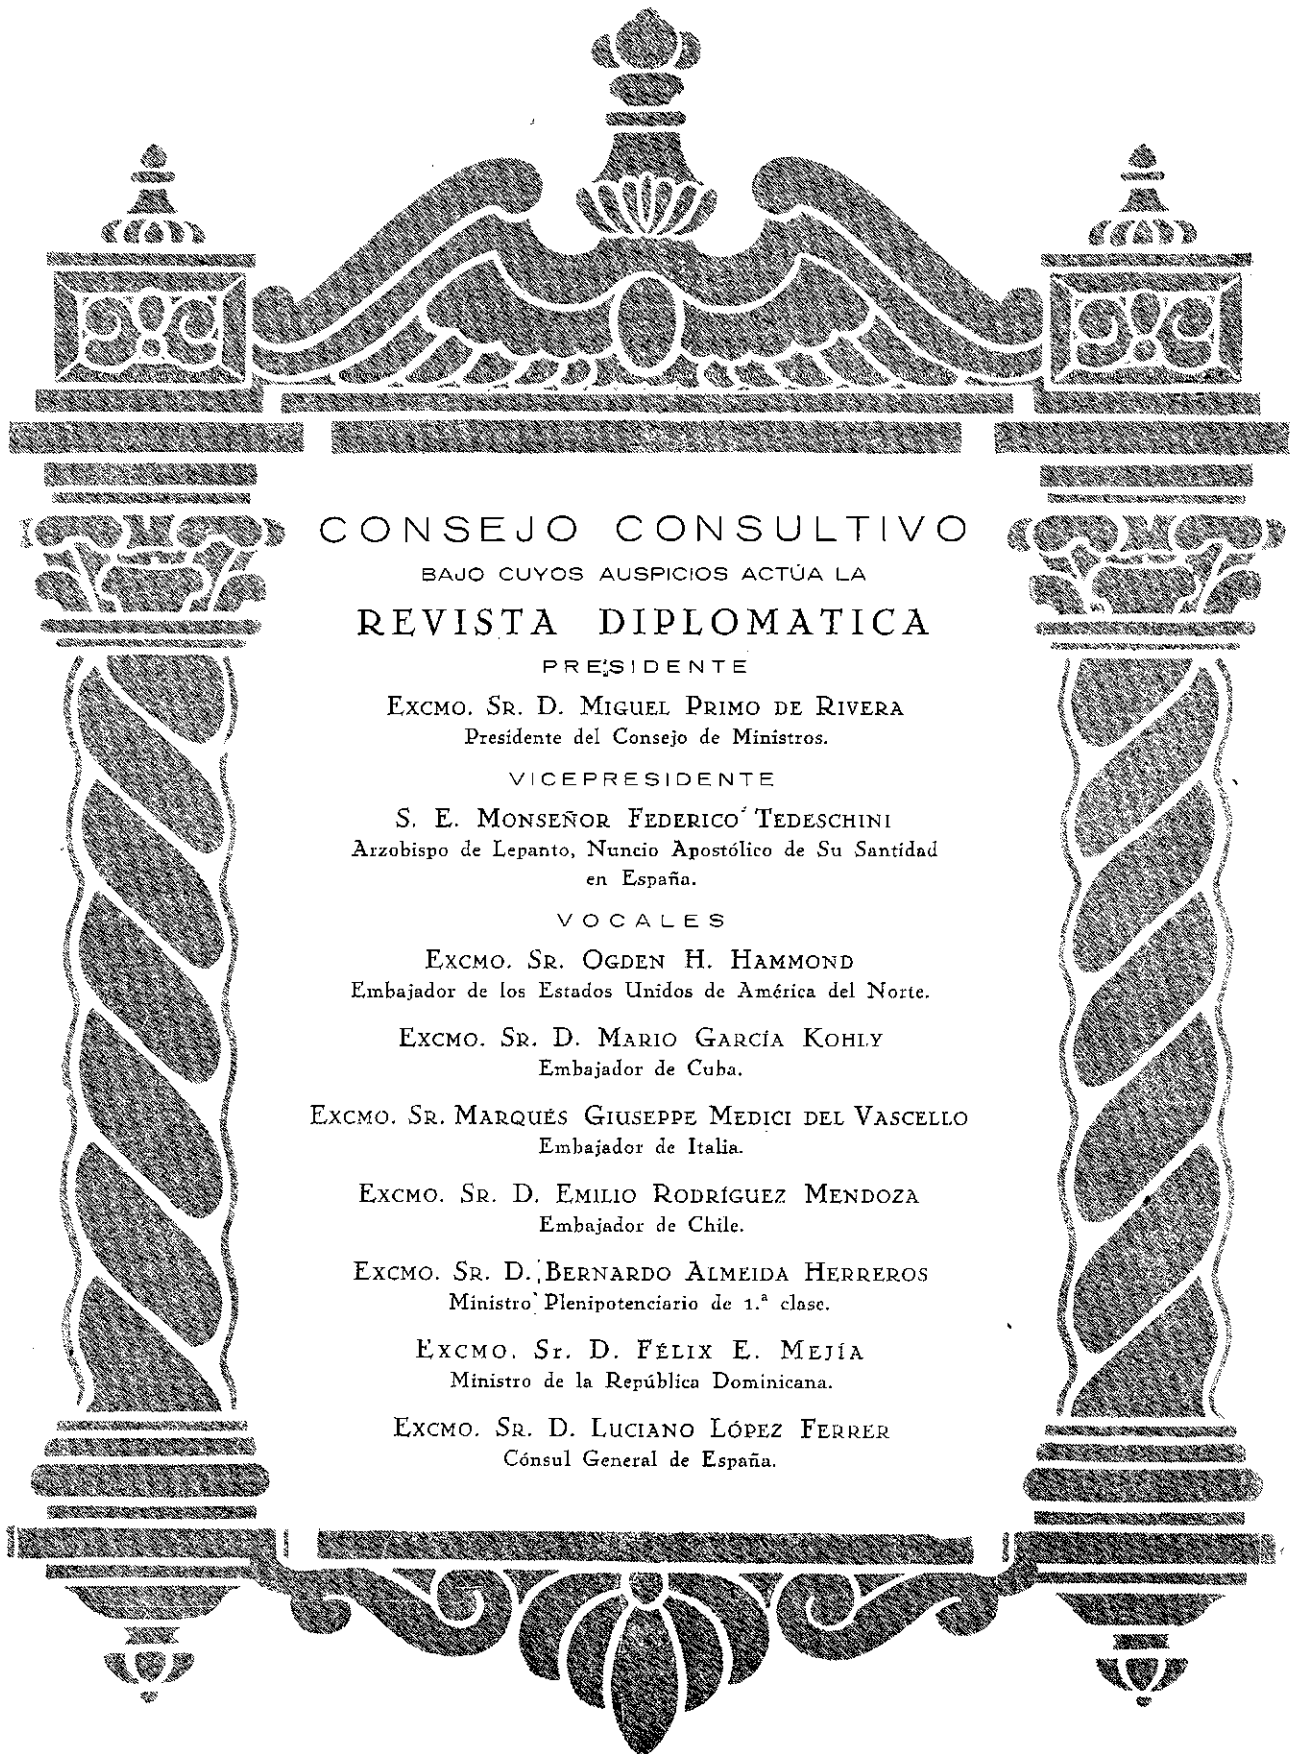 CONSEJO CONSULTIVO
BAJO CUYOS AUSPICIOS ACTÚA LA
REVISTA DIPLOMATICA
PRESIDENTE
EXCMO. SR. D. MIGUEL PRIMO DE RIVERA
Presidente del Consejo de Ministros.
VICEPRESIDENTE
S. E. MONSEÑOR FEDERICO TEDESCHINI
Arzobispo de Lepanto, Nuncio Apostólico de Su Santidad
en España.
VOCALES
EXCMO. SR. OGDEN H. HAMMOND
Embajador de los Estados Unidos de América del Norte.
EXCMO. SR. D. MARIO GARCÍA KOHLY
Embajador de Cuba.
EXCMO. SR. MARQUÉS GIUSEPPE MEDICI DEL VASCELLO
Embajador de Italia.
EXCMO. SR. D. EMILIO RODRÍGUEZ MENDOZA
Embajador de Chile.
EXCMO. SR. D. BERNARDO ALMEIDA HERREROS
Ministro Plenipotenciario de 1.ª clase.
EXCMO. Sr. D. FÉLIX E. MEJÍA
Ministro de la República Dominicana.
EXCMO. SR. D. LUCIANO LÓPEZ FERRER
Cónsul General de España.